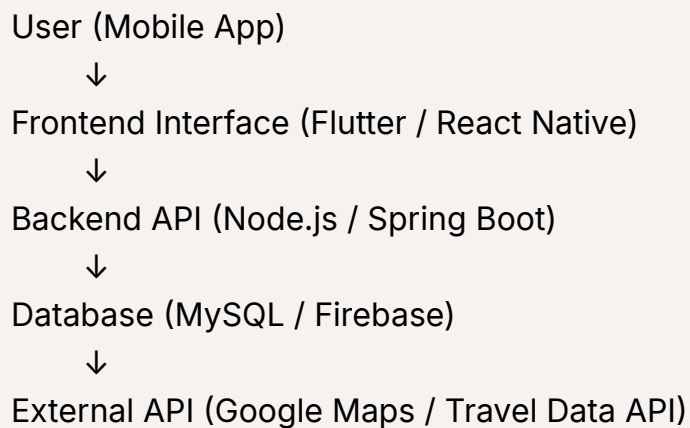 User (Mobile App)
↓
Frontend Interface (Flutter / React Native)
↓
Backend API (Node.js / Spring Boot)
↓
Database (MySQL / Firebase)
↓
External API (Google Maps / Travel Data API)